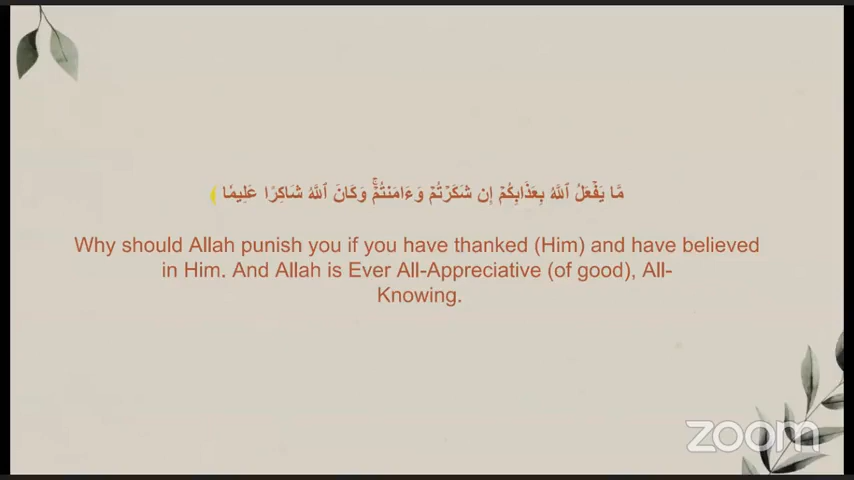 مَّا يَفۡعَلُ ٱللَّهُ بِعَذَابِكُمۡ إِن شَكَرۡتُمۡ وَءَامَنتُمۡۚ وَكَانَ ٱللَّهُ شَاكِرًا عَلِيمٗا ﴾
Why should Allah punish you if you have thanked (Him) and have believed
in Him. And Allah is Ever All-Appreciative (of good), All-
Knowing.
zoom